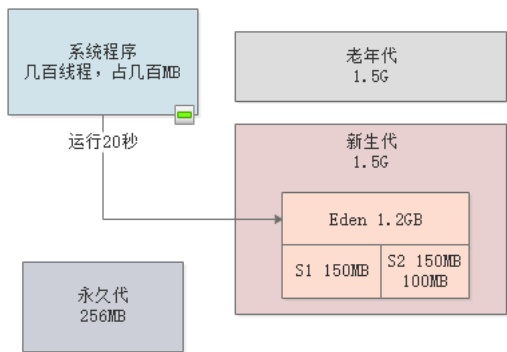 系统程序
几百线程，占几百MB
老年代
1.5G
运行20秒
新生代
1.5G
Eden 1.2GB
S1 150MB
S2 150MB
100MB
永久代
256MB